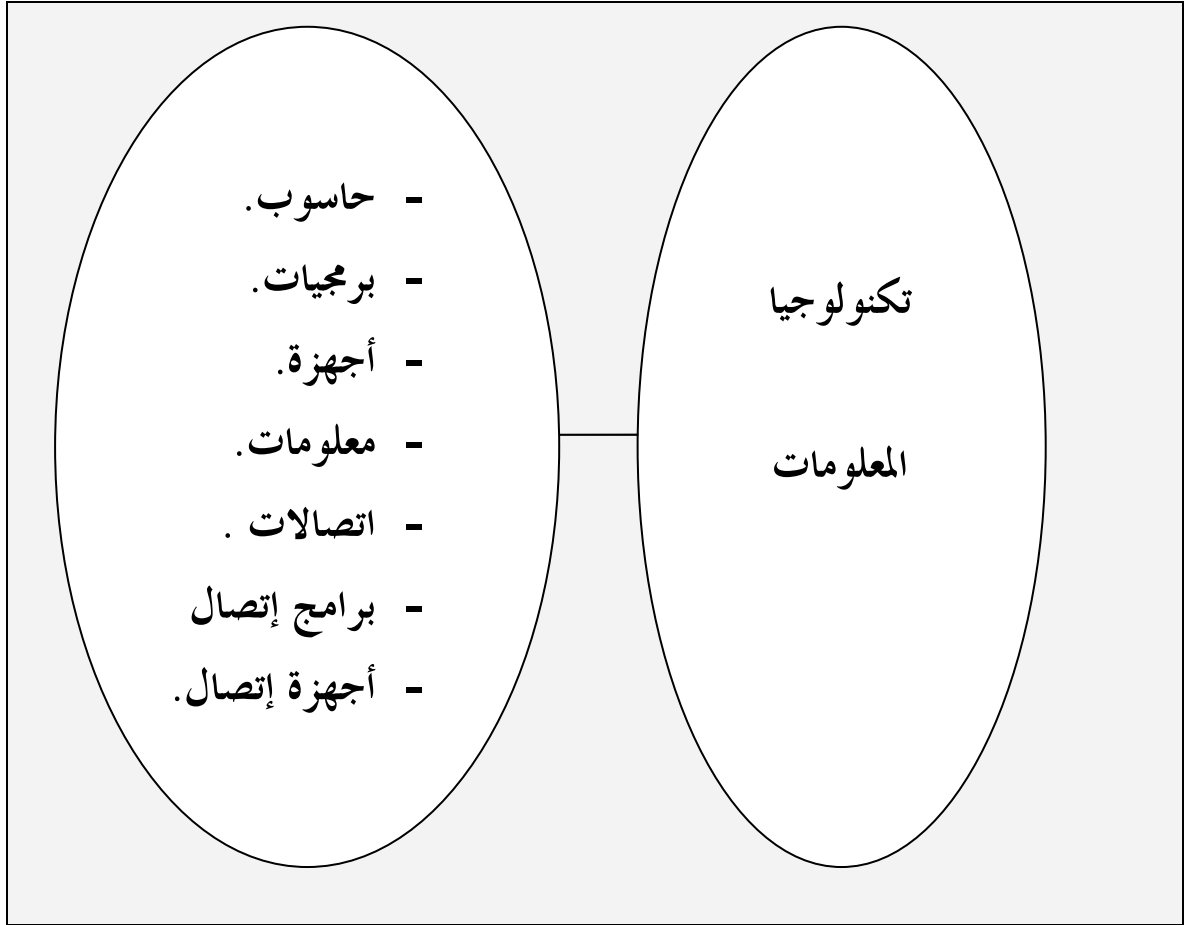 تكنولوجيا
المعلومات
- حاسوب.
- برمجيات.
- أجهزة.
- معلومات.
- اتصالات .
- برامج إتصال
- أجهزة إتصال.